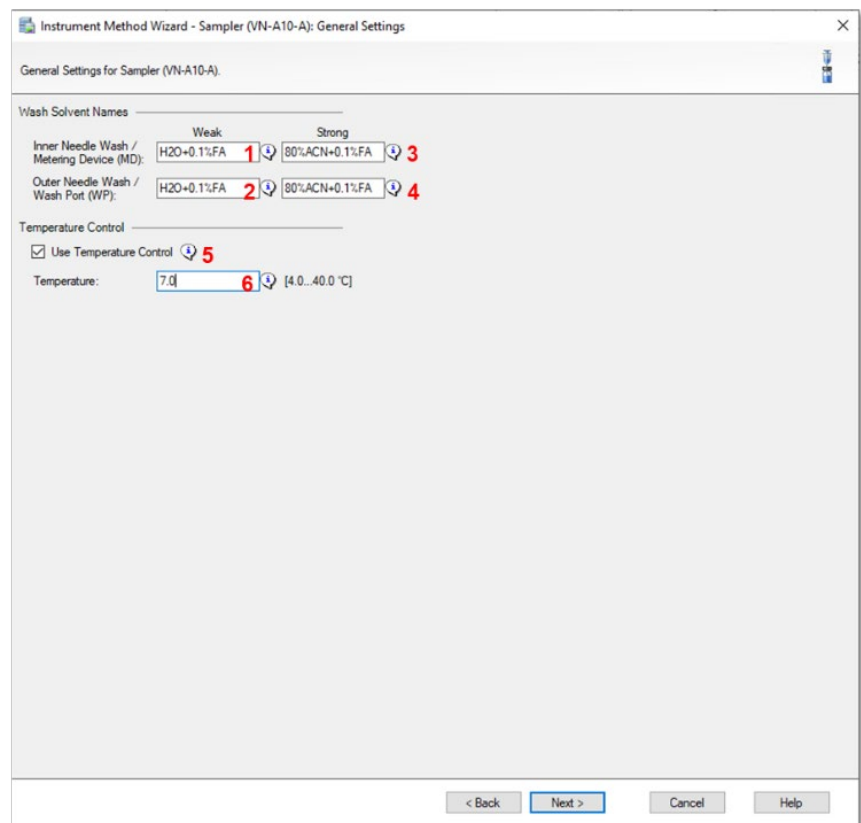 Instrument Method Wizard - Sampler (VN-A10-A): General Settings
General Settings for Sampler (VN-A10-A).
Wash Solvent Names
Weak Strong
Inner Needle Wash /
Metering Device (MD): H2O+0.1%FA 1 80%ACN+0.1%FA 3
Outer Needle Wash /
Wash Port (WP): H2O+0.1%FA 2 80%ACN+0.1%FA 4
Temperature Control
Use Temperature Control 5
Temperature: 7.0 6 [4.0...40.0 °C]
< Back Next > Cancel Help